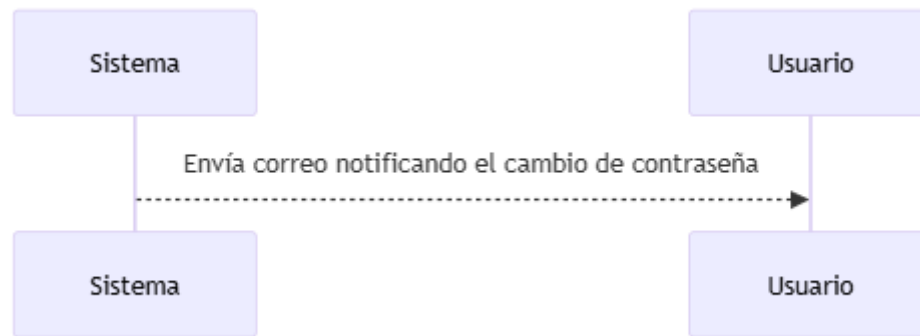 Sistema
Usuario
Envía correo notificando el cambio de contraseña
Sistema
Usuario